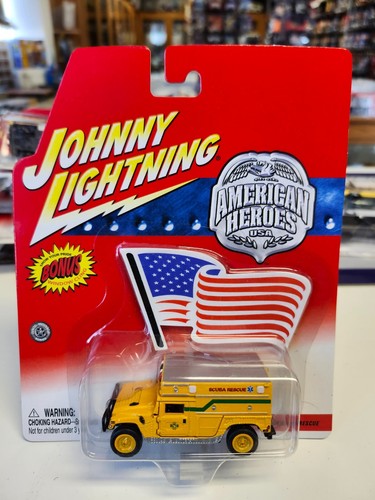 JOHNNY
LIGHTNING®
AMERICAN
HEROES
USA
BONUS
SCUBA RESCUE
RESCUE
WARNING:
CHOKING HAZARD—
Not for children under 3